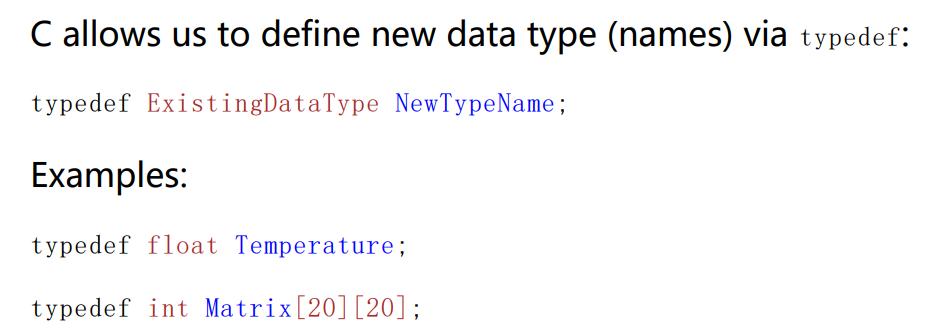 C allows us to define new data type (names) via typedef:
typedef ExistingDataType NewTypeName;
Examples:
typedef float Temperature;
typedef int Matrix[20][20];